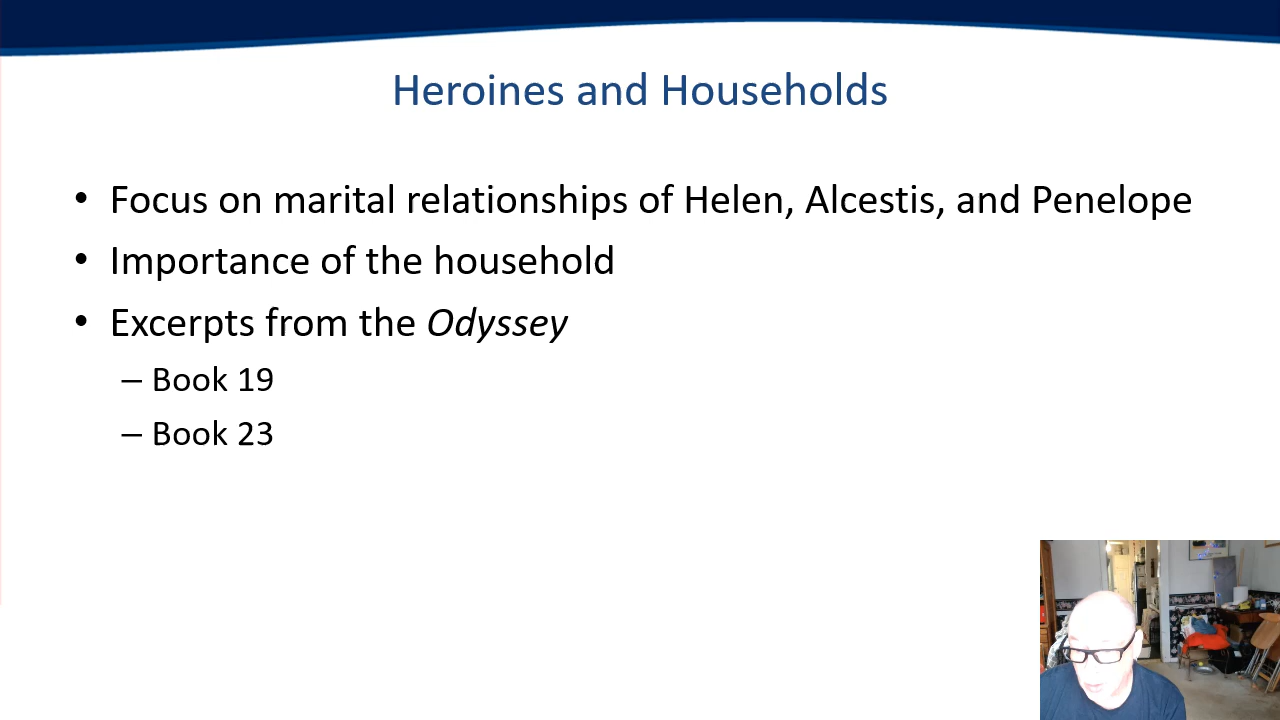 Heroines and Households
• Focus on marital relationships of Helen, Alcestis, and Penelope
• Importance of the household
• Excerpts from the Odyssey
– Book 19
– Book 23